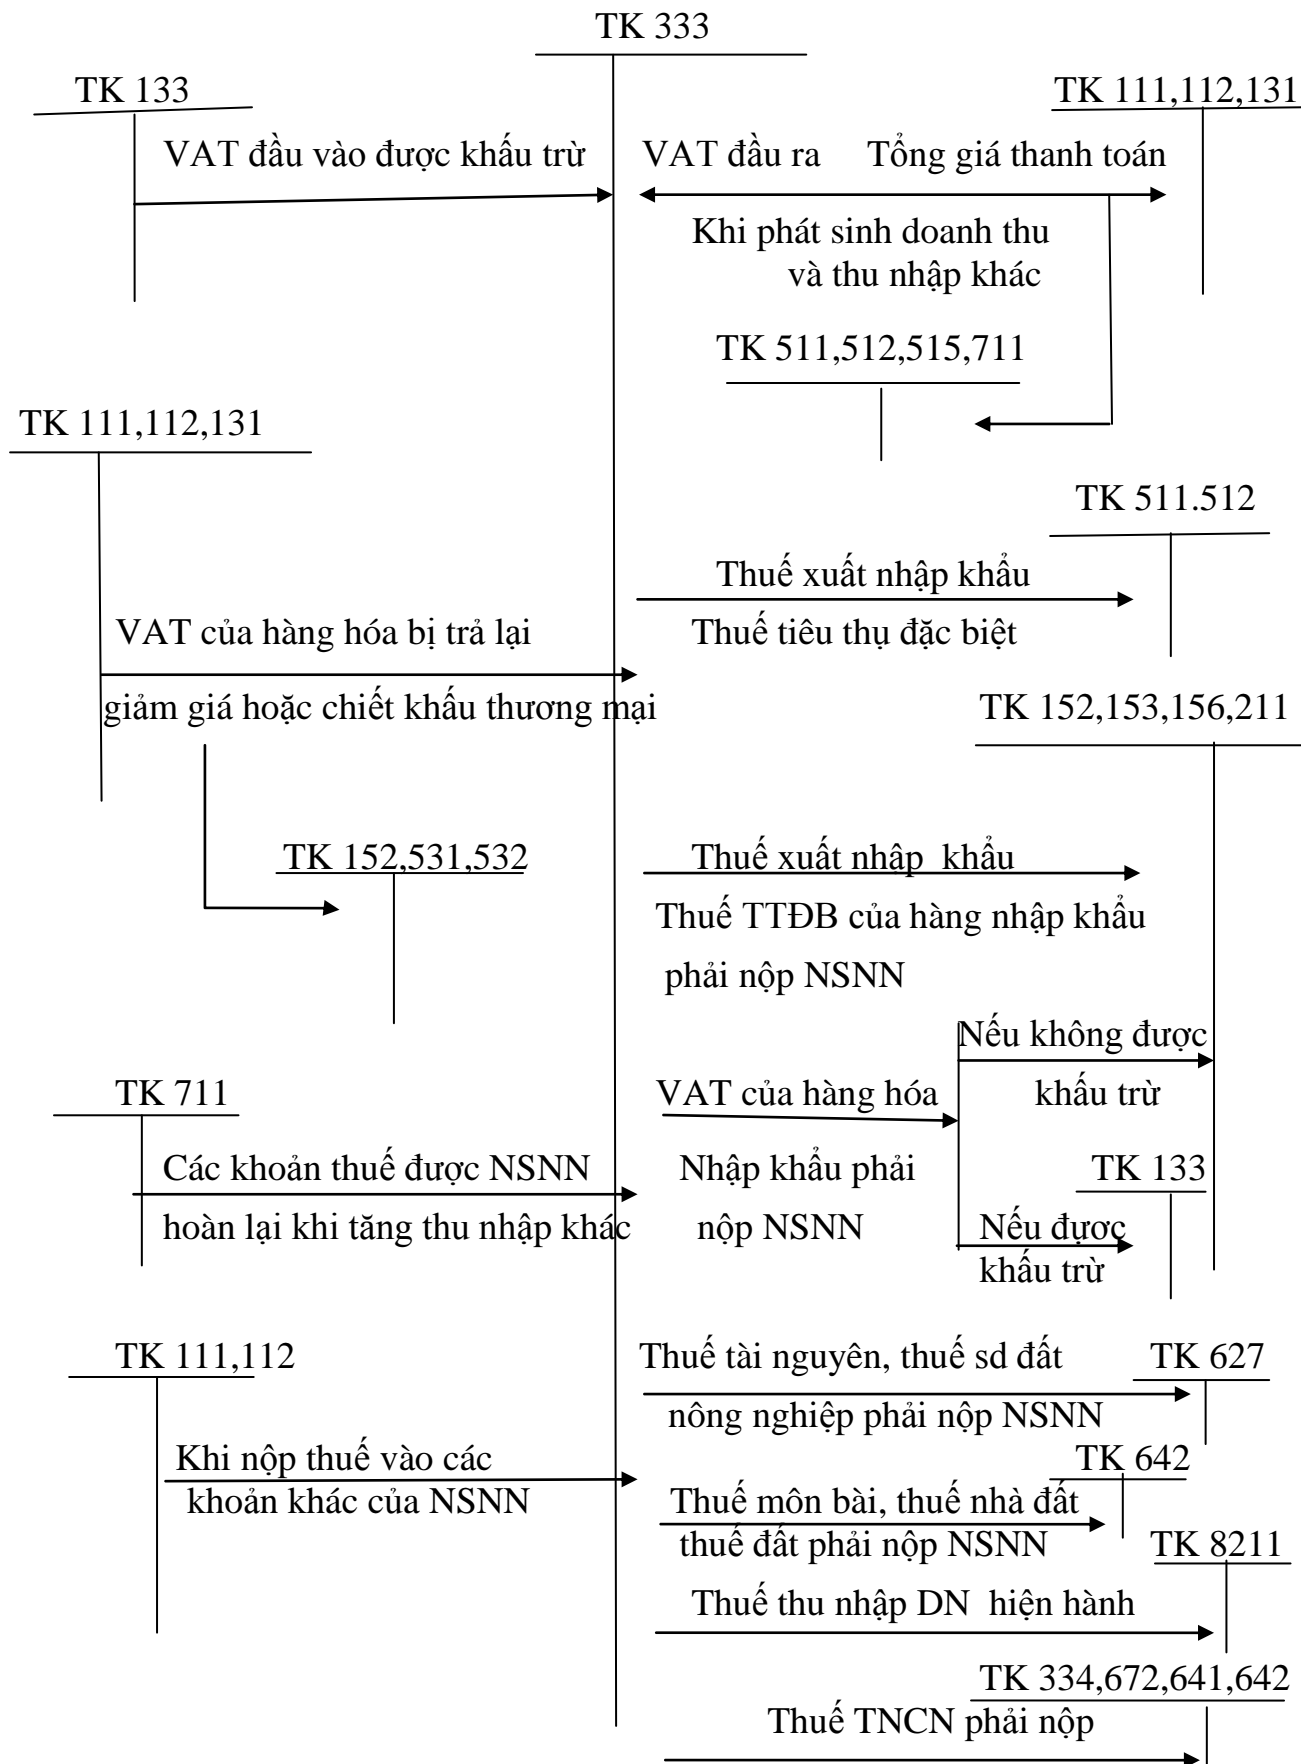 TK 333
TK 133
TK 111,112,131
VAT đầu vào được khấu trừ
VAT đầu ra
Tổng giá thanh toán
Khi phát sinh doanh thu
và thu nhập khác
TK 511,512,515,711
TK 111,112,131
TK 511.512
Thuế xuất nhập khẩu
Thuế tiêu thụ đặc biệt
VAT của hàng hóa bị trả lại
giảm giá hoặc chiết khấu thương mại
TK 152,153,156,211
TK 152,531,532
Thuế xuất nhập khẩu
Thuế TTĐB của hàng nhập khẩu
phải nộp NSNN
Nếu không được
khấu trừ
TK 711
VAT của hàng hóa
Các khoản thuế được NSNN
hoàn lại khi tăng thu nhập khác
Nhập khẩu phải
nộp NSNN
TK 133
Nếu đựơc
khấu trừ
TK 111,112
Thuế tài nguyên, thuế sd đất
nông nghiệp phải nộp NSNN
TK 627
Khi nộp thuế vào các
khoản khác của NSNN
TK 642
Thuế môn bài, thuế nhà đất
thuế đất phải nộp NSNN
TK 8211
Thuế thu nhập DN hiện hành
TK 334,672,641,642
Thuế TNCN phải nộp